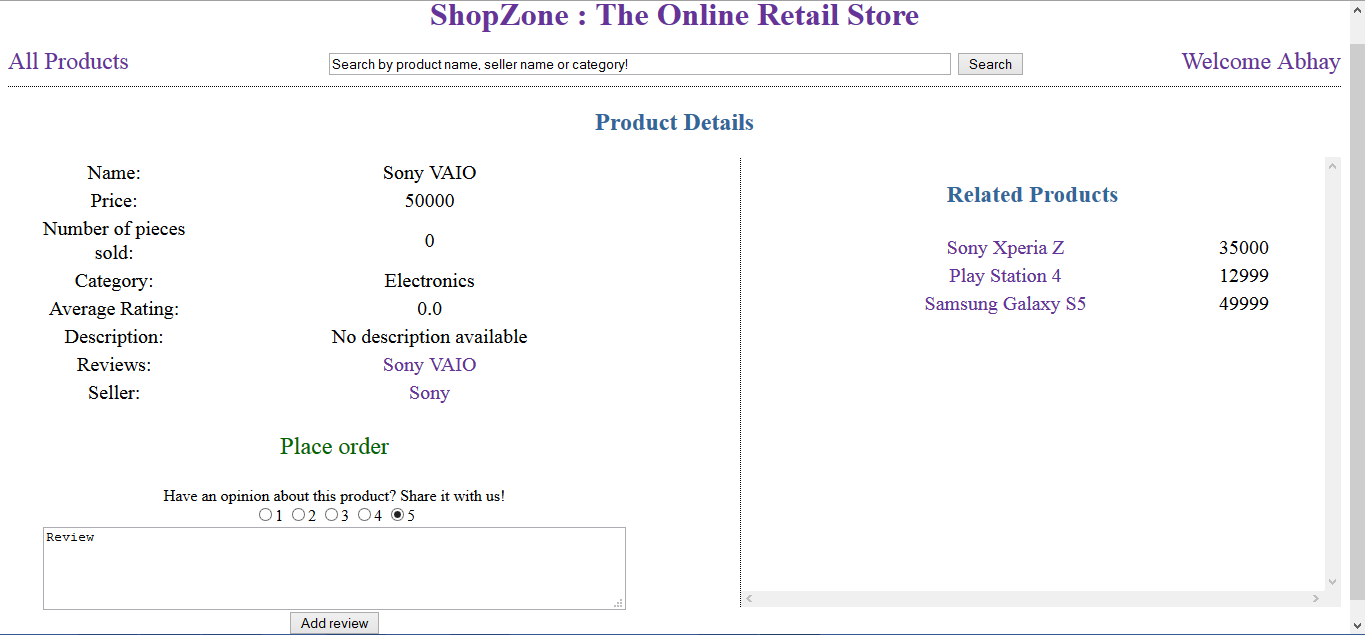 ShopZone : The Online Retail Store
All Products
Search by product name, seller name or category!
Search
Welcome Abhay
Product Details
Name: Sony VAIO
Price: 50000
Number of pieces
sold: 0
Category: Electronics
Average Rating: 0.0
Description: No description available
Reviews: Sony VAIO
Seller: Sony
Place order
Have an opinion about this product? Share it with us!
1 2 3 4 5
Review
Add review
Related Products
Sony Xperia Z 35000
Play Station 4 12999
Samsung Galaxy S5 49999